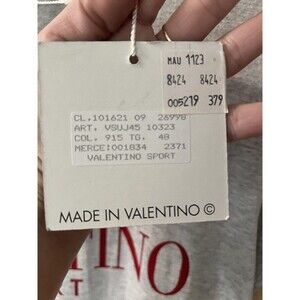 MAU 1123
8424 8424
005219 379
CL.101621 09 26998
ART. VSUJ45 10323
COL. 915 TG. 48
MERCE:001834 2371
VALENTINO SPORT
MADE IN VALENTINO ©
TINO
RT